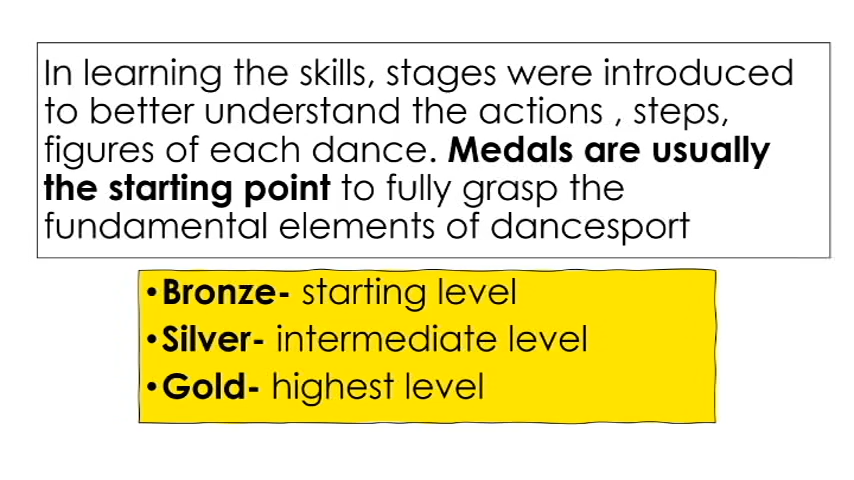 In learning the skills, stages were introduced
to better understand the actions , steps,
figures of each dance. Medals are usually
the starting point to fully grasp the
fundamental elements of dancesport
•Bronze- starting level
•Silver- intermediate level
•Gold- highest level